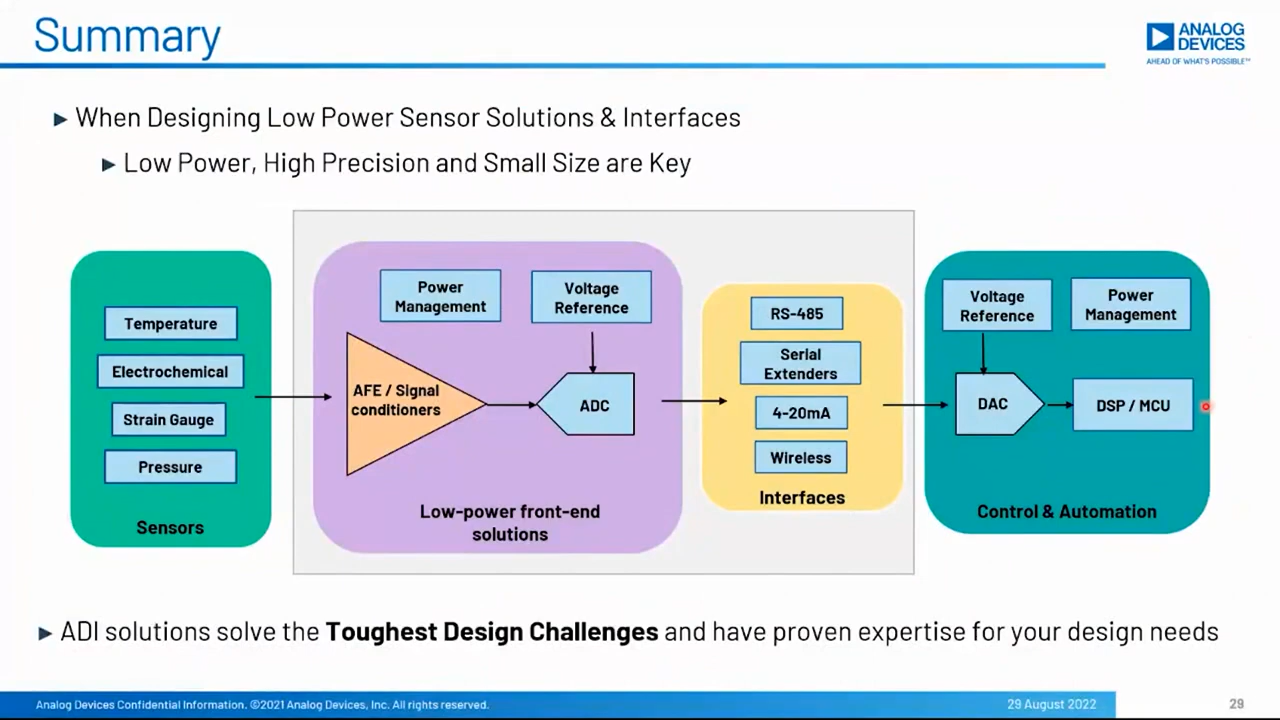 Summary
ANALOG
DEVICES
AHEAD OF WHAT'S POSSIBLE™
When Designing Low Power Sensor Solutions & Interfaces
Low Power, High Precision and Small Size are Key
Temperature
Electrochemical
Strain Gauge
Pressure
Sensors
Power
Management
Voltage
Reference
AFE / Signal
conditioners
ADC
Low-power front-end
solutions
RS-485
Serial
Extenders
4-20mA
Wireless
Interfaces
Voltage
Reference
Power
Management
DAC
DSP / MCU
Control & Automation
ADI solutions solve the Toughest Design Challenges and have proven expertise for your design needs
Analog Devices Confidential Information. ©2021 Analog Devices, Inc. All rights reserved.
29 August 2022
29